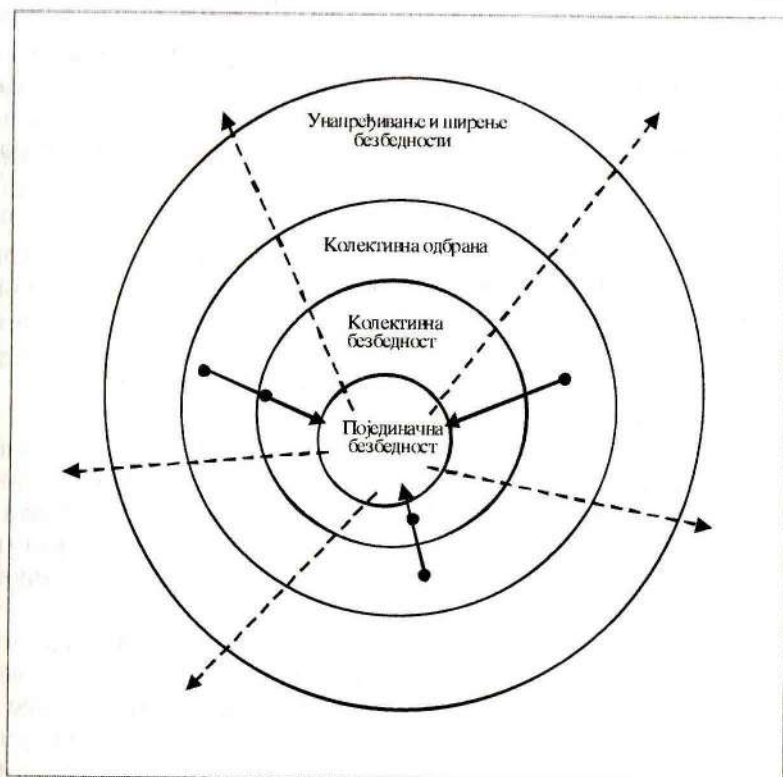 Унапређивање и ширење
безбедности
Колективна одбрана
Колективна
безбедност
Појединачна
безбедност